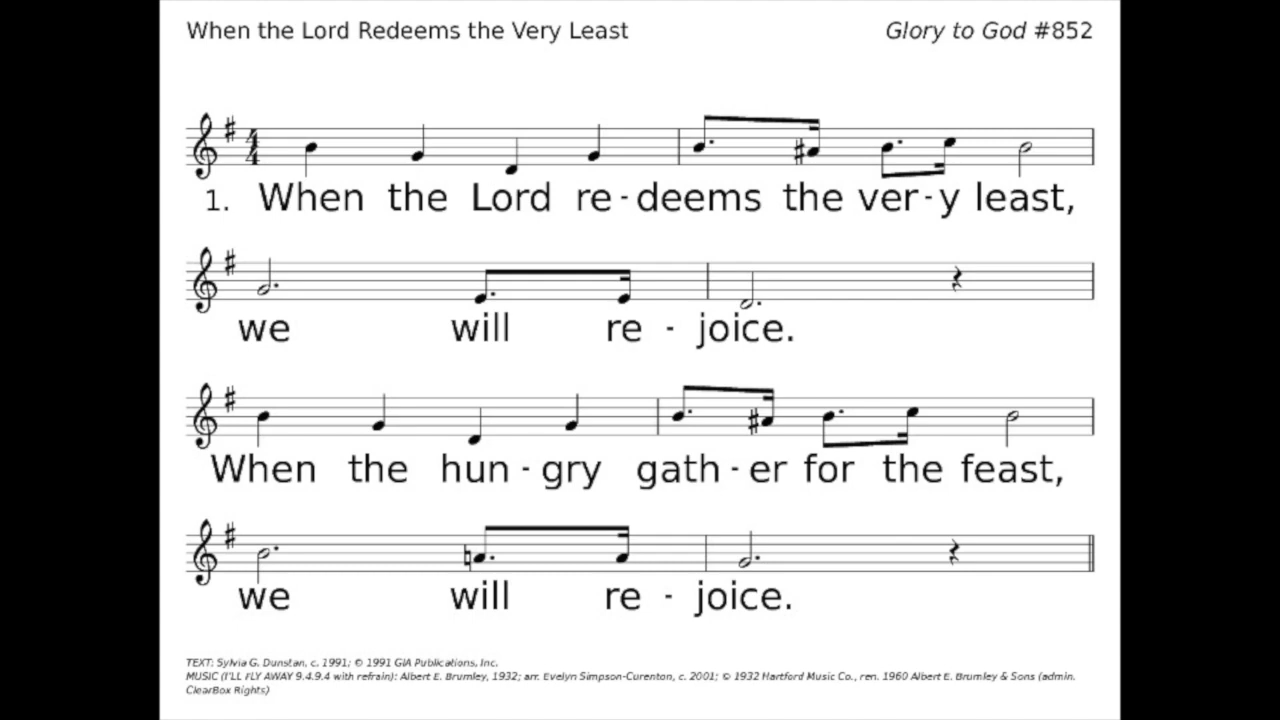 When the Lord Redeems the Very Least
Glory to God #852
1. When the Lord re - deems the ver - y least,
we will re - joice.
When the hun - gry gath - er for the feast,
we will re - joice.
TEXT: Sylvia G. Dunstan, c. 1991; © 1991 GIA Publications, Inc.
MUSIC (I'LL FLY AWAY 9.4.9.4 with refrain): Albert E. Brumley, 1932; arr. Evelyn Simpson-Curenton, c. 2001; © 1932 Hartford Music Co., ren. 1960 Albert E. Brumley & Sons (admin.
ClearBox Rights)